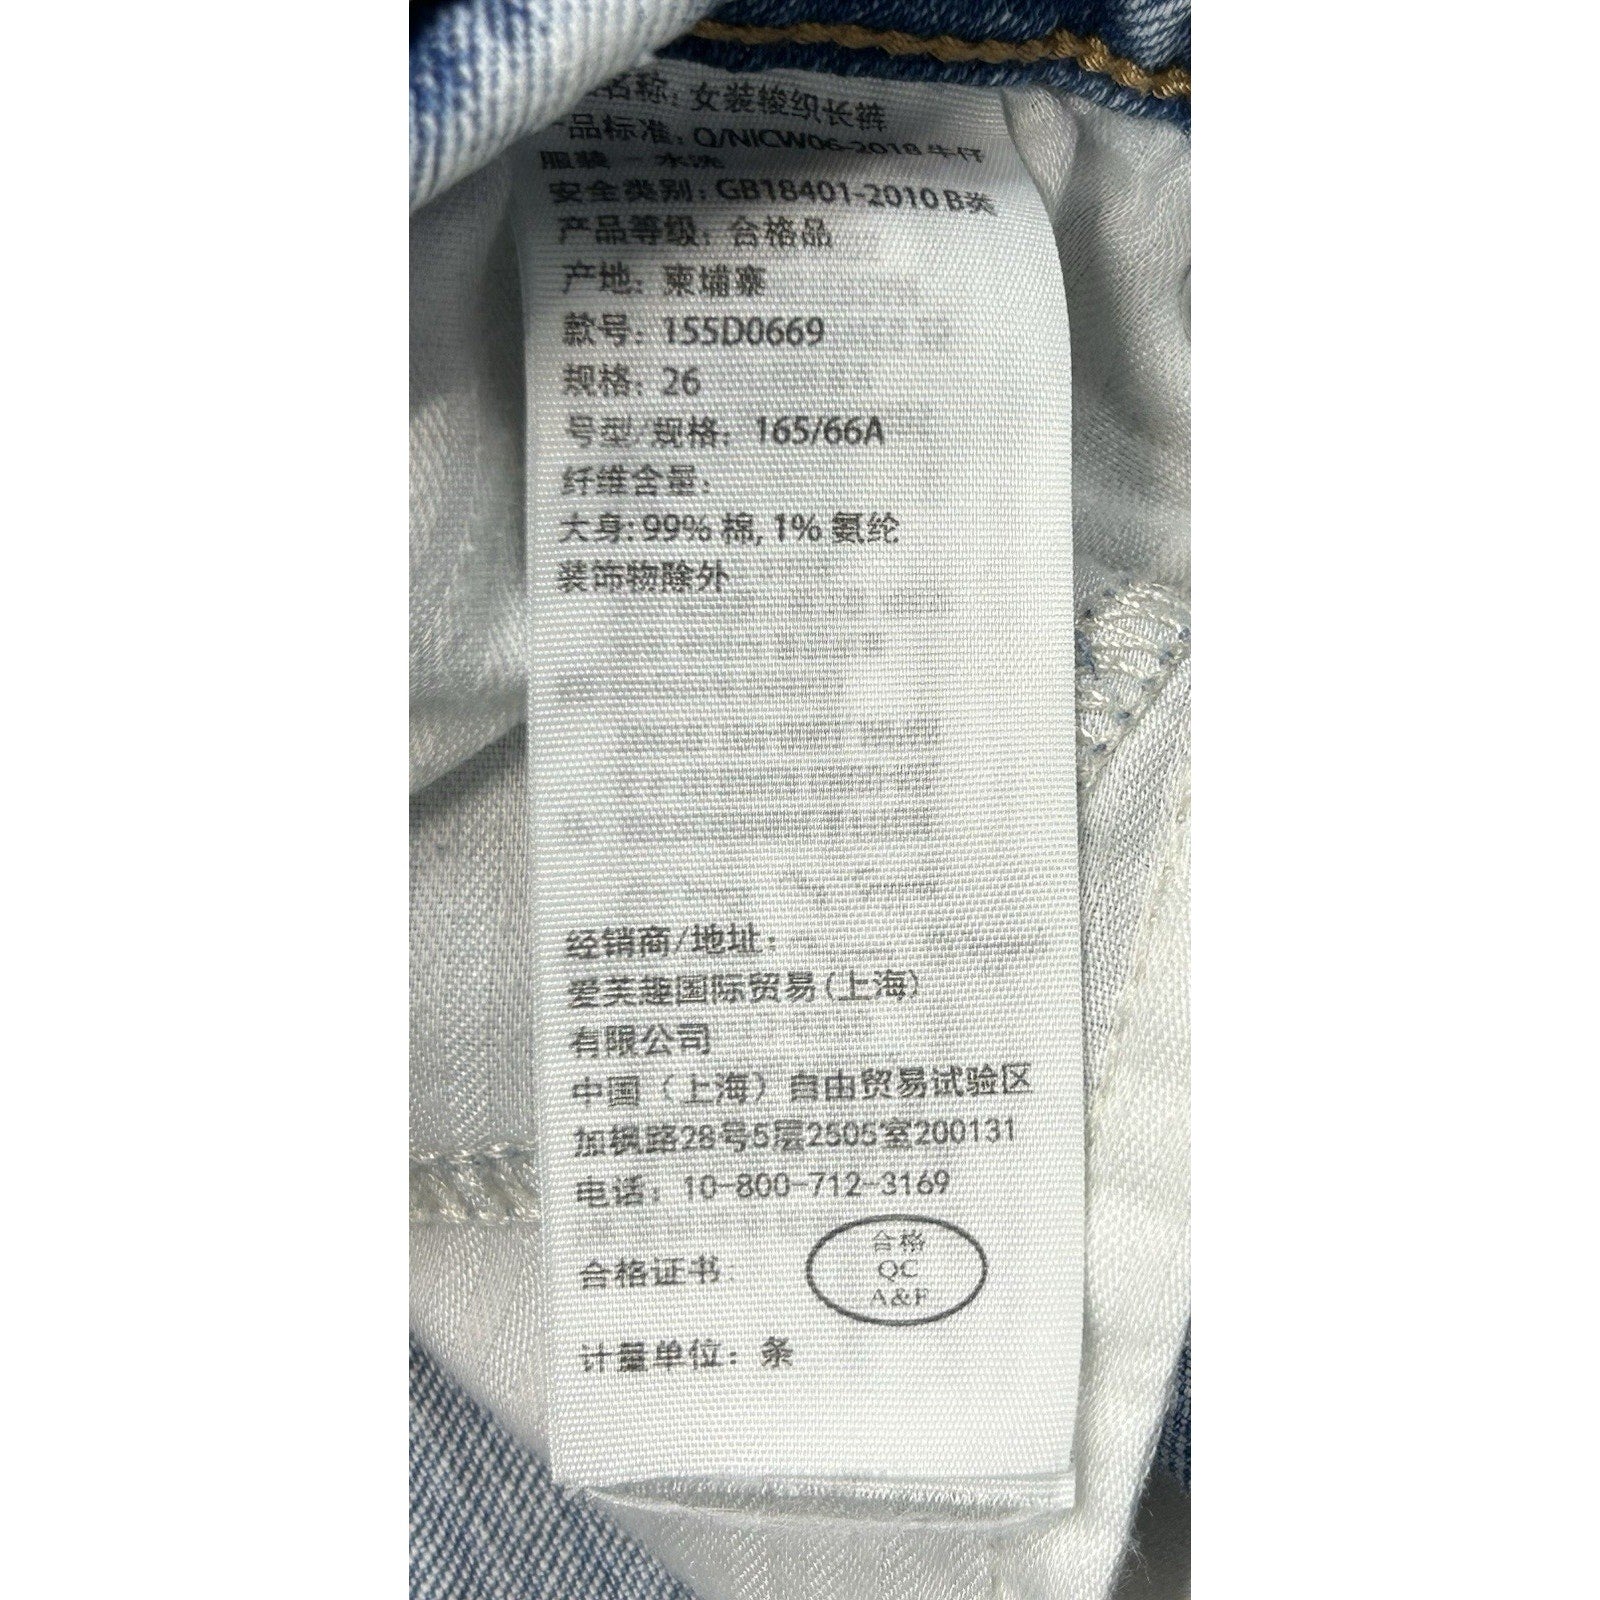 名称: 女装梭织长裤
品标准: Q/NICW06-2018 牛仔
服装 - 水洗
安全类别: GB18401-2010 B类
产品等级: 合格品
产地: 柬埔寨
款号: 155D0669
规格: 26
号型/规格: 165/66A
纤维含量:
大身: 99% 棉, 1% 氨纶
装饰物除外
经销商/地址:
爱芙趣国际贸易(上海)
有限公司
中国（上海）自由贸易试验区
加枫路28号5层2505室200131
电话: 10-800-712-3169
合格
QC
A&F
合格证书:
计量单位: 条